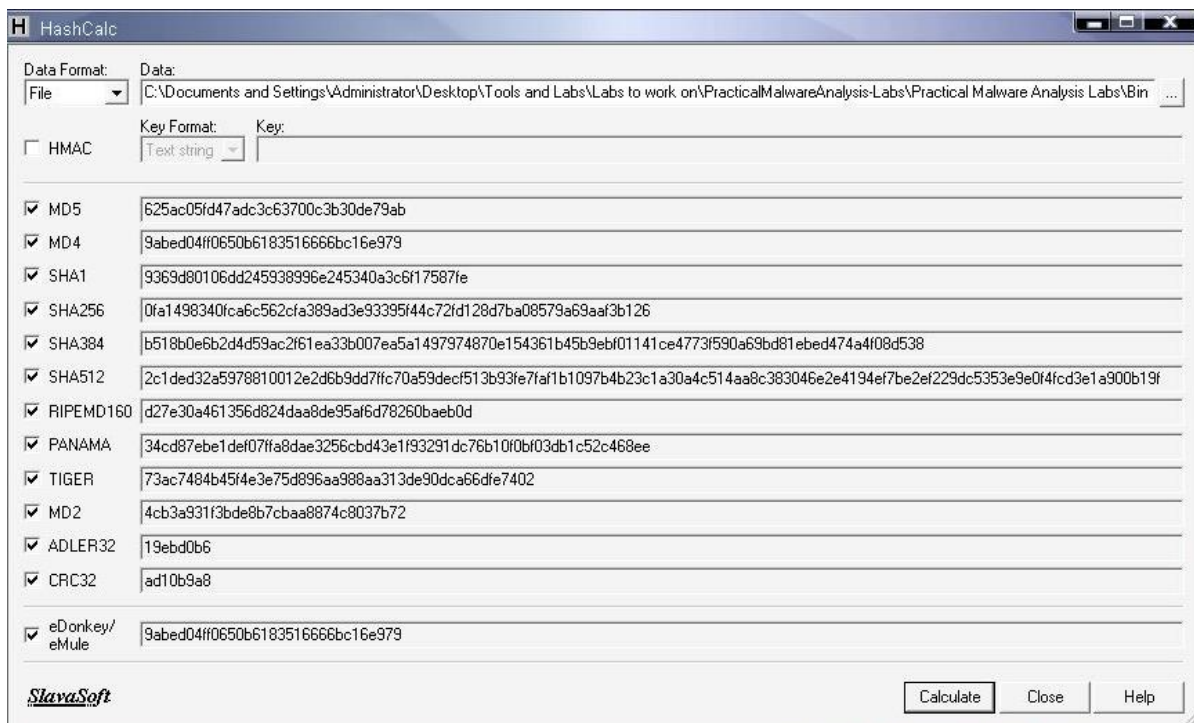 H HashCalc
Data Format: Data:
File C:\Documents and Settings\Administrator\Desktop\Tools and Labs\Labs to work on\PracticalMalwareAnalysis-Labs\Practical Malware Analysis Labs\Bin ...
Key Format: Key:
HMAC Text string
MD5 625ac05fd47adc3c63700c3b30de79ab
MD4 9abed04ff0650b6183516666bc16e979
SHA1 9369d80106dd245938996e245340a3c6f17587fe
SHA256 0fa1498340fca6c562cfa389ad3e93395f44c72fd128d7ba08579a69aaf3b126
SHA384 b518b0e6b2d4d59ac2f61ea33b007ea5a1497974870e154361b45b9ebf01141ce4773f590a69bd81ebed474a4f08d538
SHA512 2c1ded32a5978810012e2d6b9dd7ffc70a59decf513b93fe7faf1b1097b4b23c1a30a4c514aa8c383046e2e4194ef7be2ef229dc5353e9e0f4fcd3e1a900b19f
RIPEMD160 d27e30a461356d824daa8de95af6d78260baeb0d
PANAMA 34cd87ebe1def07ffa8dae3256cbd43e1f93291dc76b10f0bf03db1c52c468ee
TIGER 73ac7484b45f4e3e75d896aa988aa313de90dca66dfe7402
MD2 4cb3a931f3bde8b7cbaa8874c8037b72
ADLER32 19ebd0b6
CRC32 ad10b9a8
eDonkey/
eMule 9abed04ff0650b6183516666bc16e979
SlavaSoft Calculate Close Help